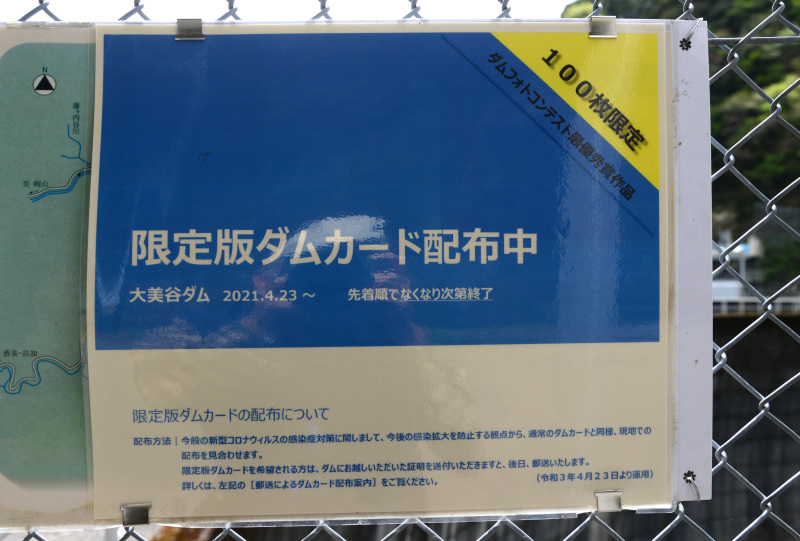 N
至 剣山
香美・高知
100枚限定
ダムフォトコンテスト最優秀賞作品
限定版ダムカード配布中
大美谷ダム 2021.4.23 ～ 先着順でなくなり次第終了
限定版ダムカードの配布について
配布方法｜今般の新型コロナウィルスの感染症対策に関しまして、今後の感染拡大を防止する観点から、通常のダムカードと同様、現地での
配布を見合わせます。
限定版ダムカードを希望される方は、ダムにお越しいただいた証明を送付いただきますと、後日、郵送いたします。
詳しくは、左記の［郵送によるダムカード配布案内］をご覧ください。 （令和３年４月２３日より運用）